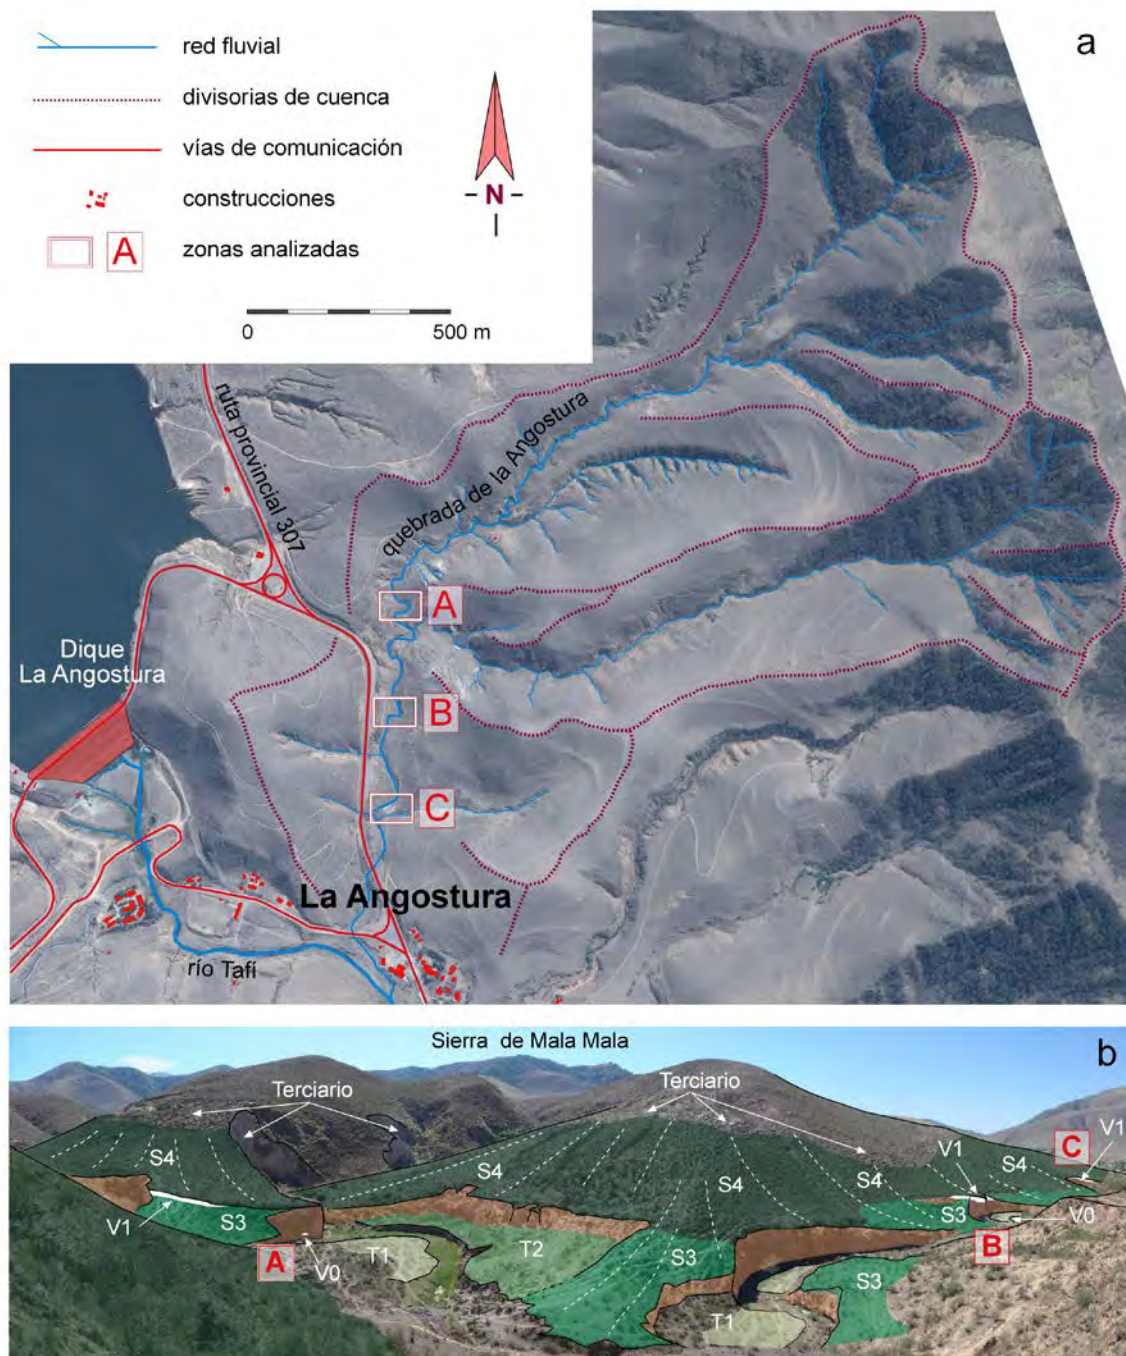 a
red fluvial
divisorias de cuenca
vías de comunicación
construcciones
A
zonas analizadas
N
0
500 m
ruta provincial 307
quebrada de la Angostura
A
Dique
La Angostura
B
C
La Angostura
río Tafí
Sierra de Mala Mala
b
Terciario
Terciario
S4
S4
S4
S4
V1
S4
C
V1
V1
S3
S3
V0
A
V0
T1
T2
S3
B
S3
T1